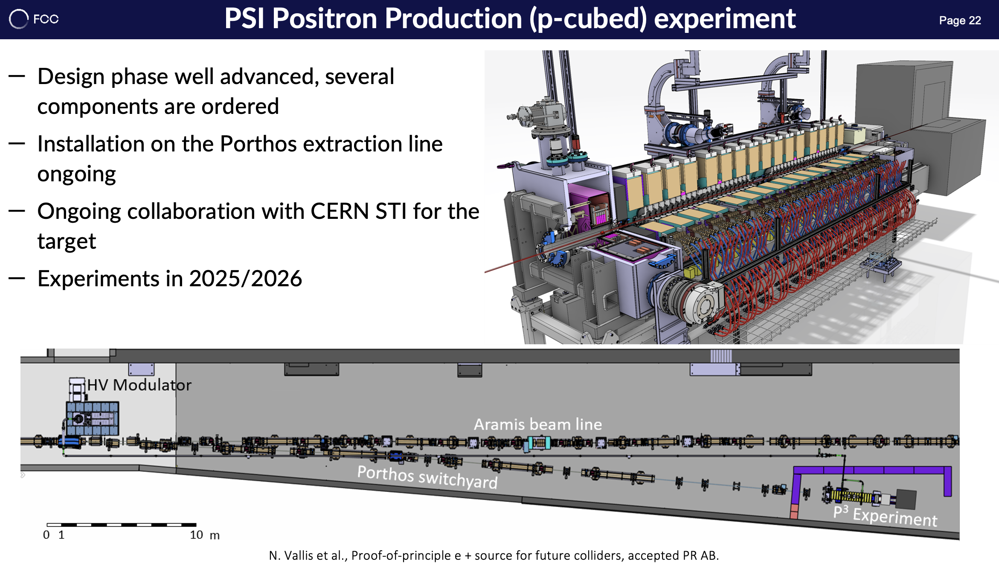 FCC
PSI Positron Production (p-cubed) experiment
Page 22
— Design phase well advanced, several
components are ordered
— Installation on the Porthos extraction line
ongoing
— Ongoing collaboration with CERN STI for the
target
— Experiments in 2025/2026
HV Modulator
Aramis beam line
Porthos switchyard
P³ Experiment
0 1 10 m
N. Vallis et al., Proof-of-principle e + source for future colliders, accepted PR AB.